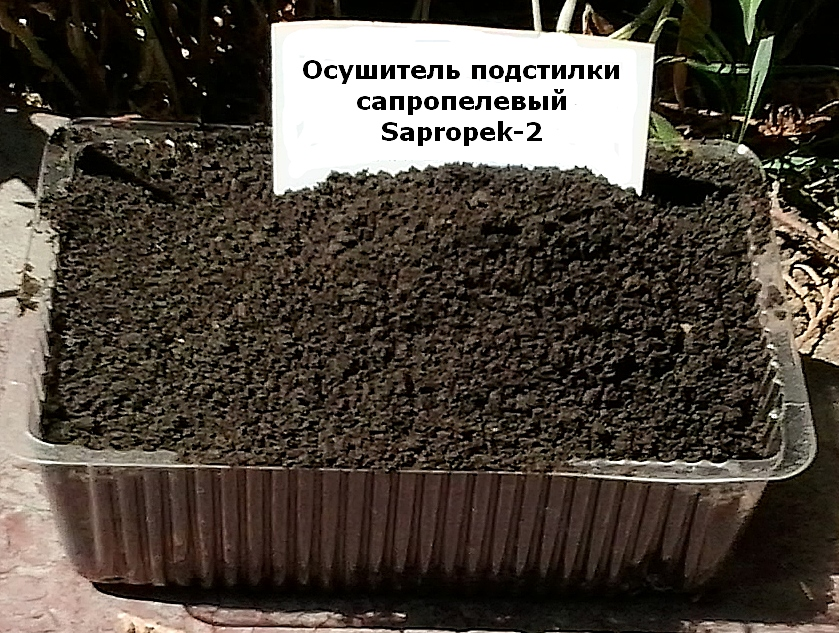 Осушитель подстилки
сапропелевый
Sapropek-2